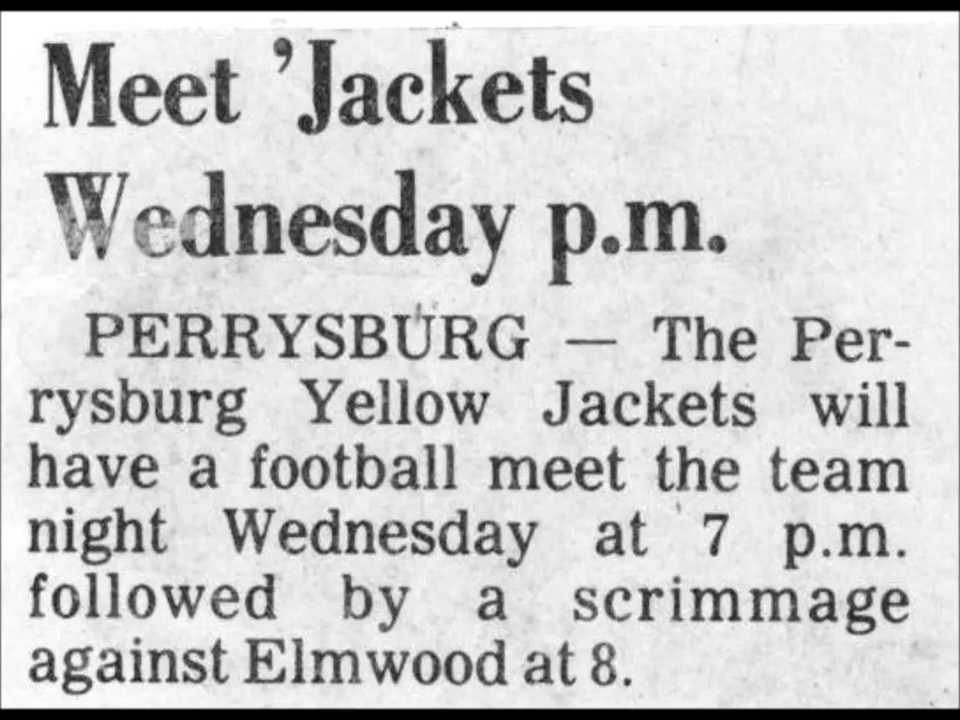 Meet 'Jackets
Wednesday p.m.
PERRYSBURG — The Per-
rysburg Yellow Jackets will
have a football meet the team
night Wednesday at 7 p.m.
followed by a scrimmage
against Elmwood at 8.